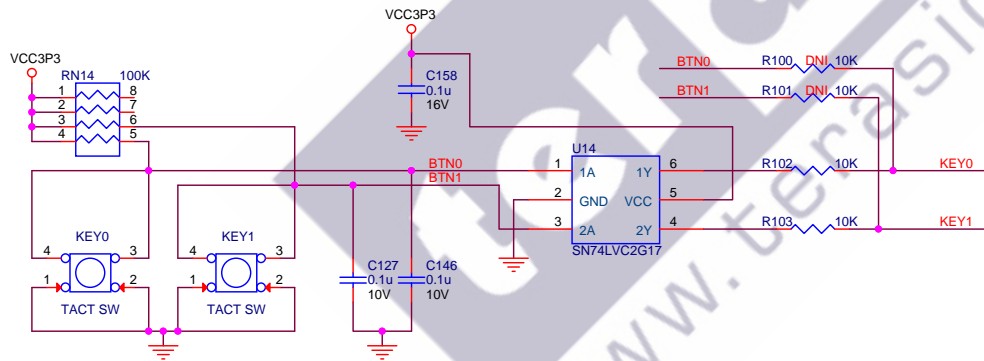 VCC3P3
VCC3P3
RN14 100K
1 8
2 7
3 6
4 5
C158
0.1u
16V
BTN0 R100 DNI 10K
BTN1 R101 DNI 10K
U14
BTN0 1 1A 1Y 6 R102 10K KEY0
BTN1
2 GND VCC 5
3 2A 2Y 4 R103 10K KEY1
SN74LVC2G17
KEY0 KEY1
4 3 4 3
1 2 1 2
TACT SW TACT SW
C127 C146
0.1u 0.1u
10V 10V
terasic
www.terasic